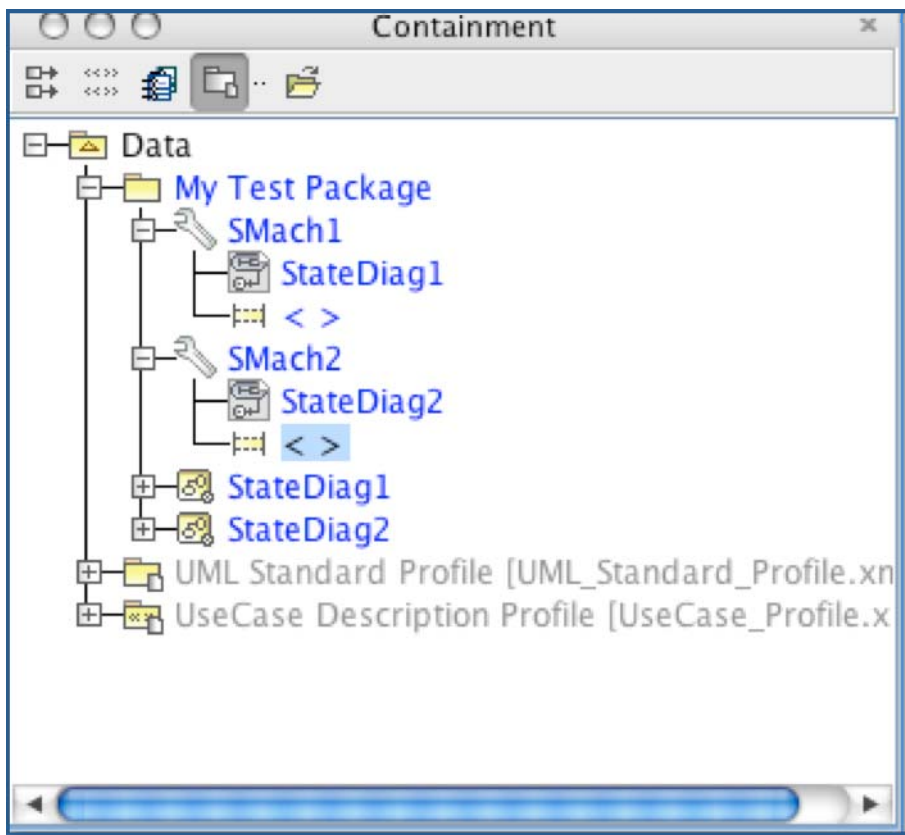 Containment
Data
My Test Package
SMach1
StateDiag1
< >
SMach2
StateDiag2
< >
StateDiag1
StateDiag2
UML Standard Profile [UML_Standard_Profile.xn
UseCase Description Profile [UseCase_Profile.x